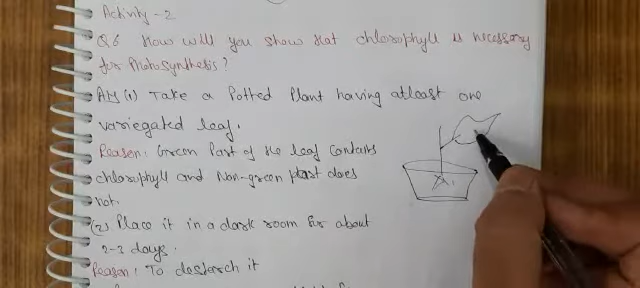 Activity - 2
Q6 How will you show that chlorophyll is necessary
for Photosynthesis?
Ans (1) Take a Potted Plant having atleast one
variegated leaf.
Reason: Green Part of the leaf contains
chlorophyll and Non-green part does
not.
(2) Place it in a dark room for about
2-3 days.
Reason: To destarch it